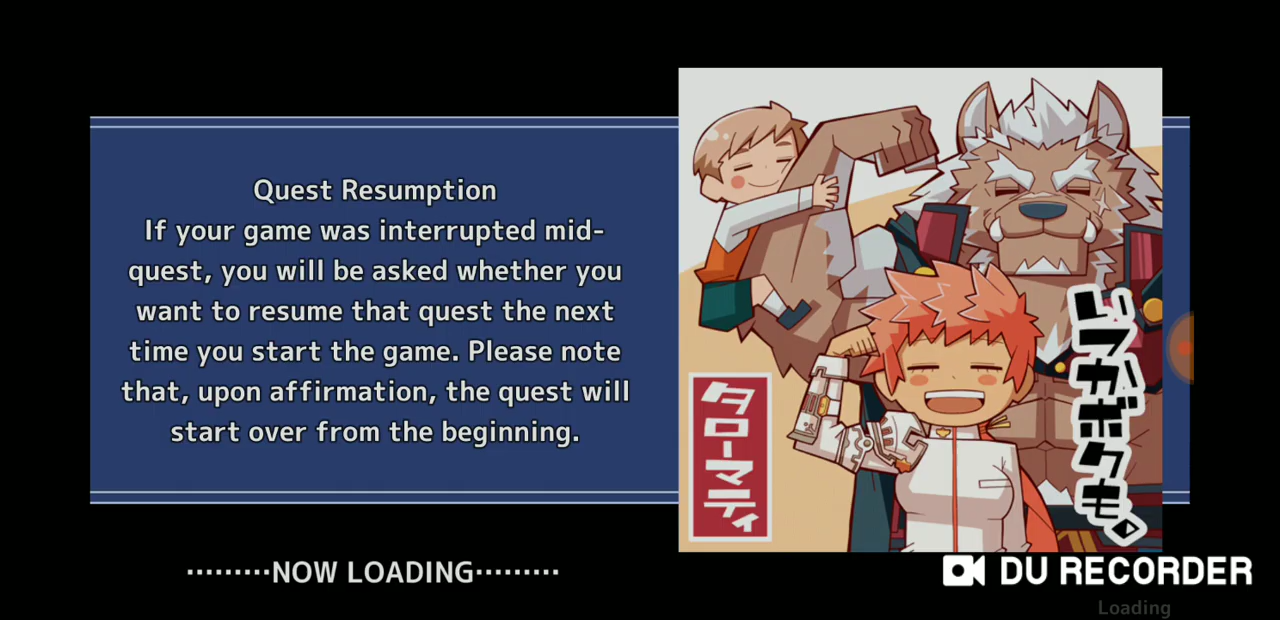 Quest Resumption
If your game was interrupted mid-
quest, you will be asked whether you
want to resume that quest the next
time you start the game. Please note
that, upon affirmation, the quest will
start over from the beginning.
·········NOW LOADING·········
タローマティ
いつかボクも。
DU RECORDER
Loading